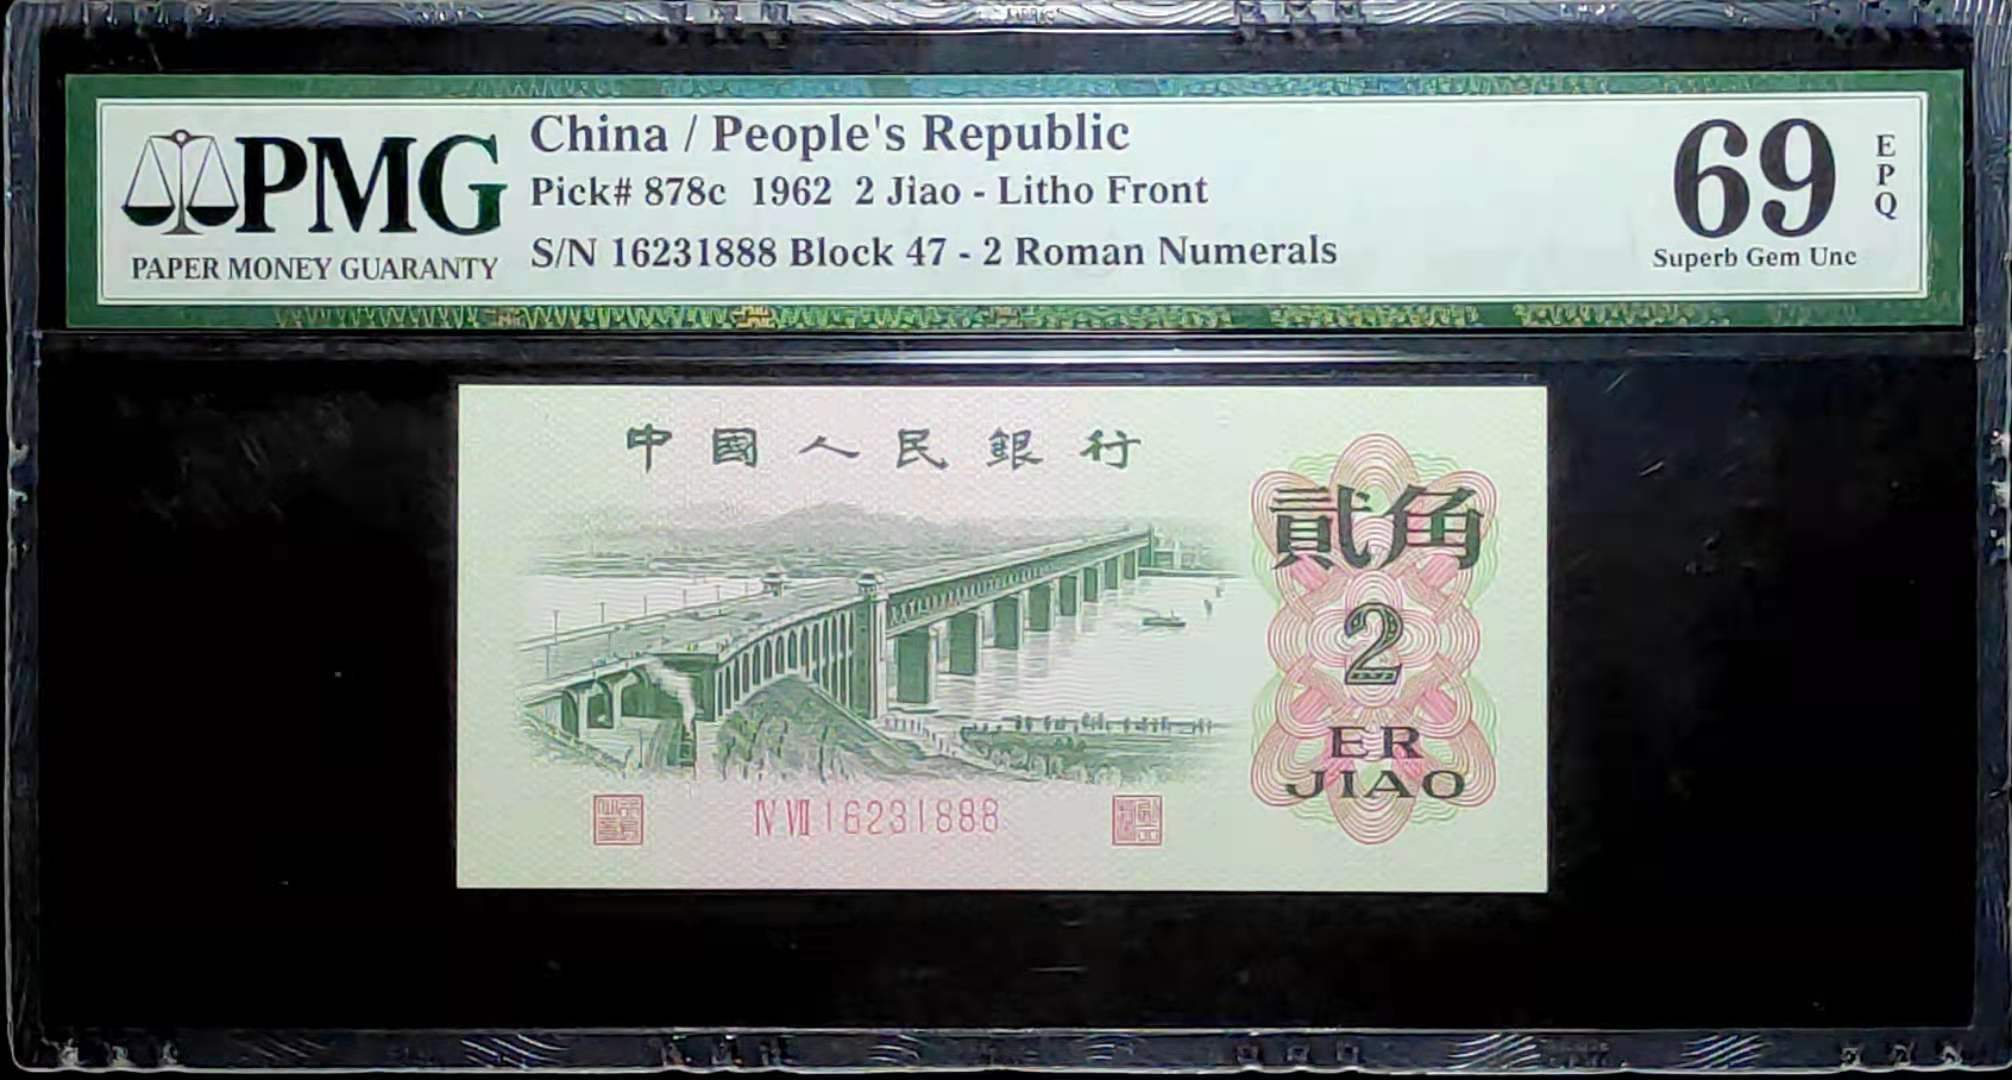 PMG
PAPER MONEY GUARANTY
China / People's Republic
Pick# 878c 1962 2 Jiao - Litho Front
S/N 16231888 Block 47 - 2 Roman Numerals
69
EPQ
Superb Gem Unc
中國人民銀行
貳角
2
ER
JIAO
Ⅳ Ⅶ 16231888